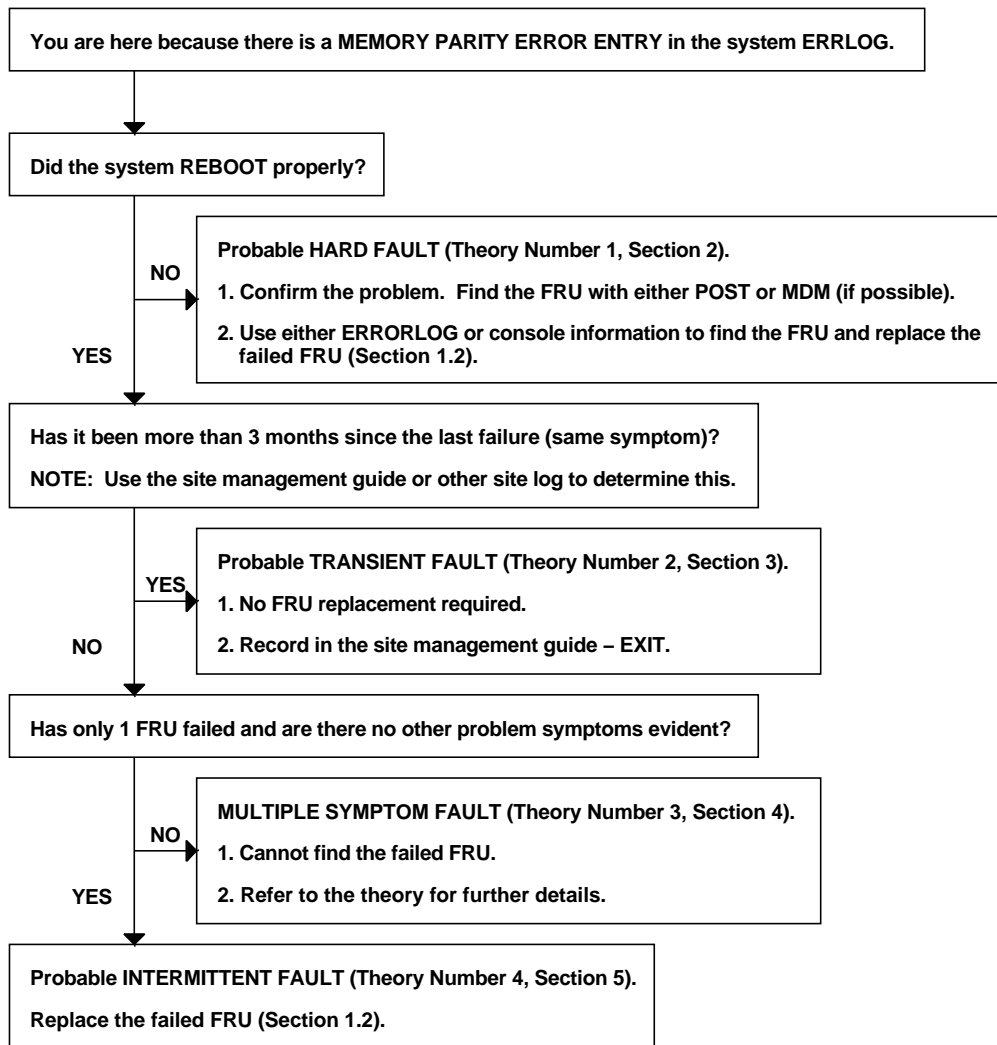 You are here because there is a MEMORY PARITY ERROR ENTRY in the system ERRLOG.
Did the system REBOOT properly?
NO
Probable HARD FAULT (Theory Number 1, Section 2).
1. Confirm the problem.  Find the FRU with either POST or MDM (if possible).
2. Use either ERRORLOG or console information to find the FRU and replace the
failed FRU (Section 1.2).
YES
Has it been more than 3 months since the last failure (same symptom)?
NOTE:  Use the site management guide or other site log to determine this.
YES
Probable TRANSIENT FAULT (Theory Number 2, Section 3).
1. No FRU replacement required.
2. Record in the site management guide – EXIT.
NO
Has only 1 FRU failed and are there no other problem symptoms evident?
NO
MULTIPLE SYMPTOM FAULT (Theory Number 3, Section 4).
1. Cannot find the failed FRU.
2. Refer to the theory for further details.
YES
Probable INTERMITTENT FAULT (Theory Number 4, Section 5).
Replace the failed FRU (Section 1.2).